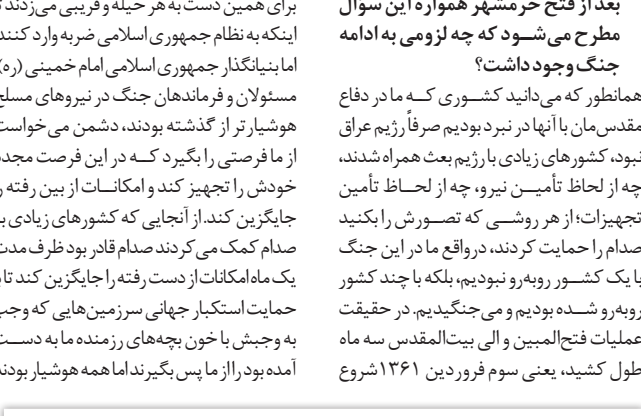 بعد از فتح خرمشهر همواره این سوال
مطرح می‌شود که چه لزومی به ادامه
جنگ وجود داشت؟
همانطور که می‌دانید کشوری که ما در دفاع
مقدس‌مان با آنها در نبرد بودیم صرفاً رژیم عراق
نبود، کشورهای زیادی با رژیم بعث همراه شدند،
چه از لحاظ تأمین نیرو، چه از لحاظ تأمین
تجهیزات؛ از هر روشی که تصورش را بکنید
صدام را حمایت کردند، درواقع ما در این جنگ
با یک کشور روبه‌رو نبودیم، بلکه با چند کشور
روبه‌رو شده بودیم و می‌جنگیدیم. در حقیقت
عملیات فتح‌المبین و الی بیت‌المقدس سه ماه
طول کشید، یعنی سوم فروردین ۱۳۶۱شروع
برای همین دست به هر حیله و فریبی می‌زدند
اینکه به نظام جمهوری اسلامی ضربه وارد کنند
اما بنیانگذار جمهوری اسلامی امام خمینی (ره)
مسئولان و فرماندهان جنگ در نیروهای مسلح
هوشیارتر از گذشته بودند، دشمن می‌خواست
از ما فرصتی را بگیرد که در این فرصت مجدد
خودش را تجهیز کند و امکانات از بین رفته را
جایگزین کند. از آنجایی که کشورهای زیادی به
صدام کمک می‌کردند صدام قادر بود ظرف مدت
یک ماه امکانات از دست رفته را جایگزین کند تا با
حمایت استکبار جهانی سرزمین‌هایی که وجب
به وجبش با خون بچه‌های رزمنده ما به دست
آمده بود را از ما پس بگیرند اما همه هوشیار بودند